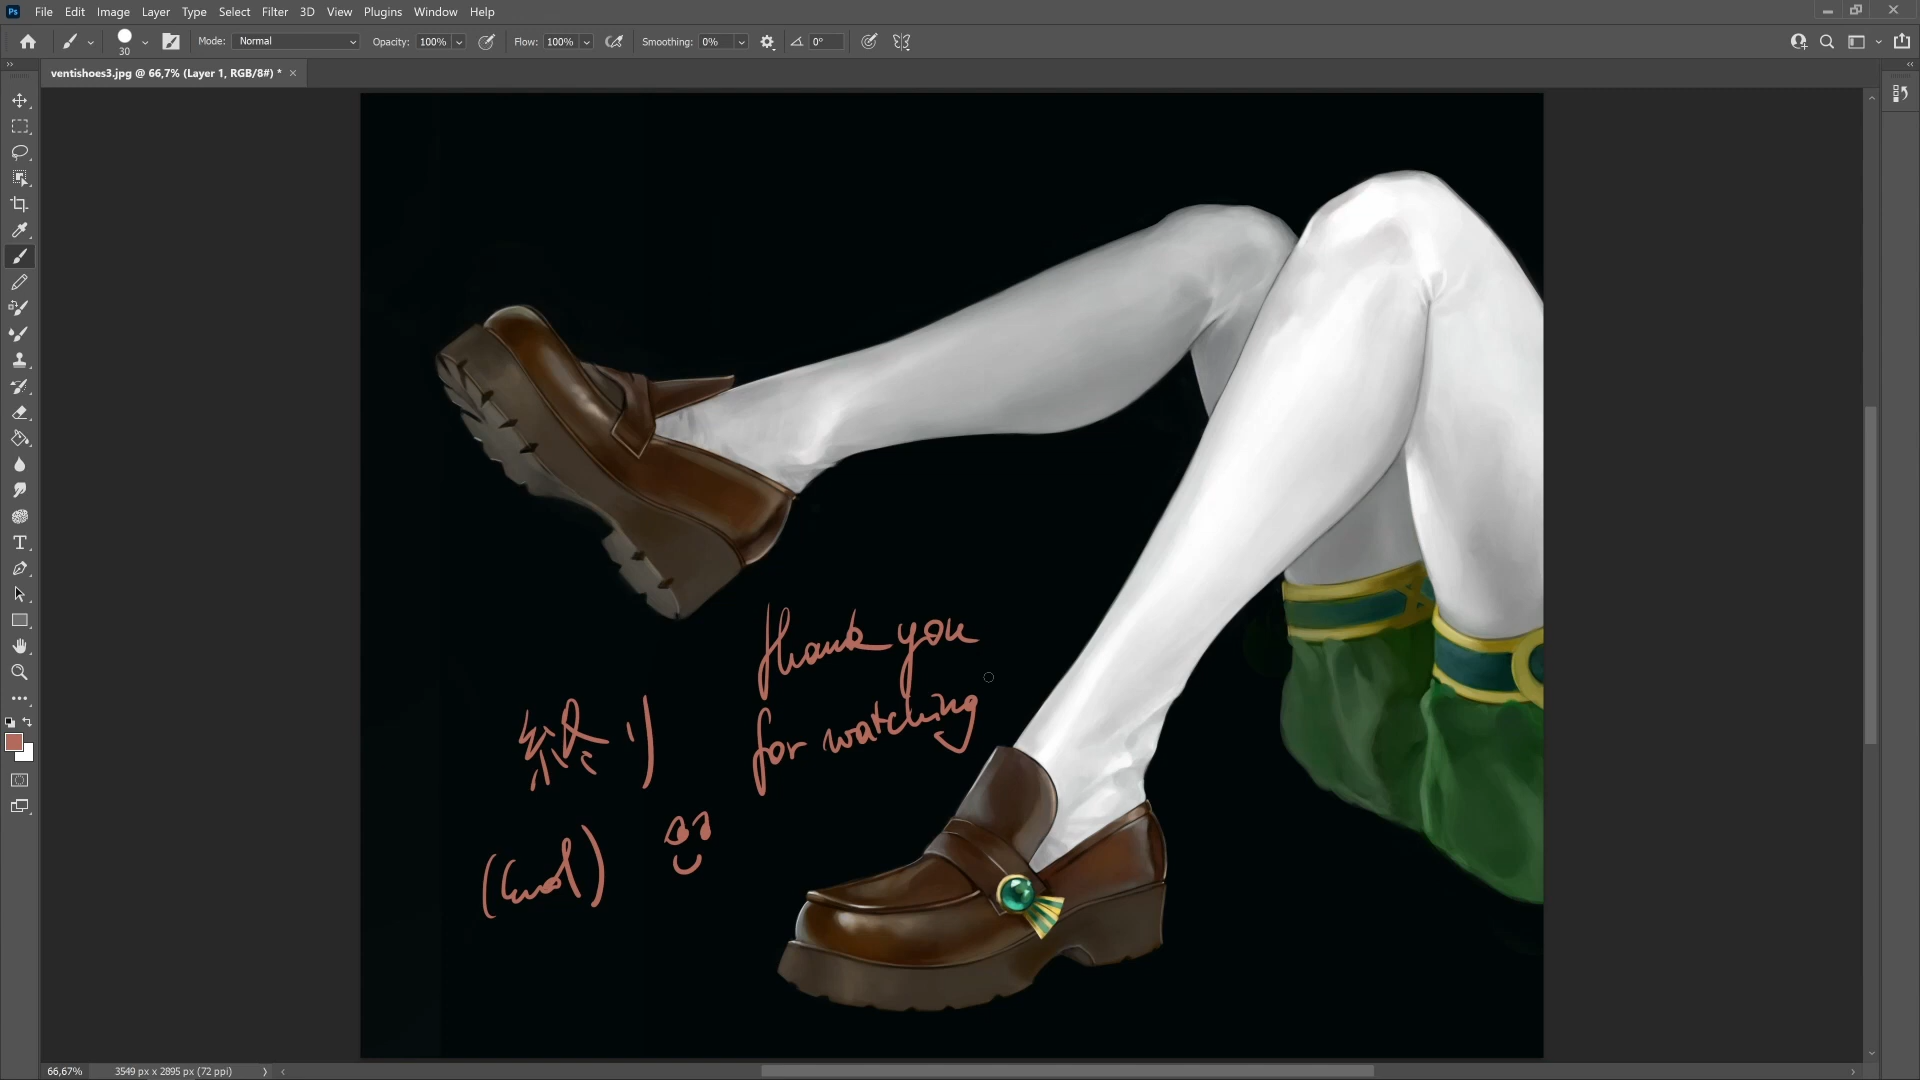 File Edit Image Layer Type Select Filter 3D View Plugins Window Help
30 Mode: Normal Opacity: 100% Flow: 100% Smoothing: 0% 0°
ventishoes3.jpg @ 66,7% (Layer 1, RGB/8#) *
thank you
for watching
終り
(end)
66,67% 3549 px x 2895 px (72 ppi)